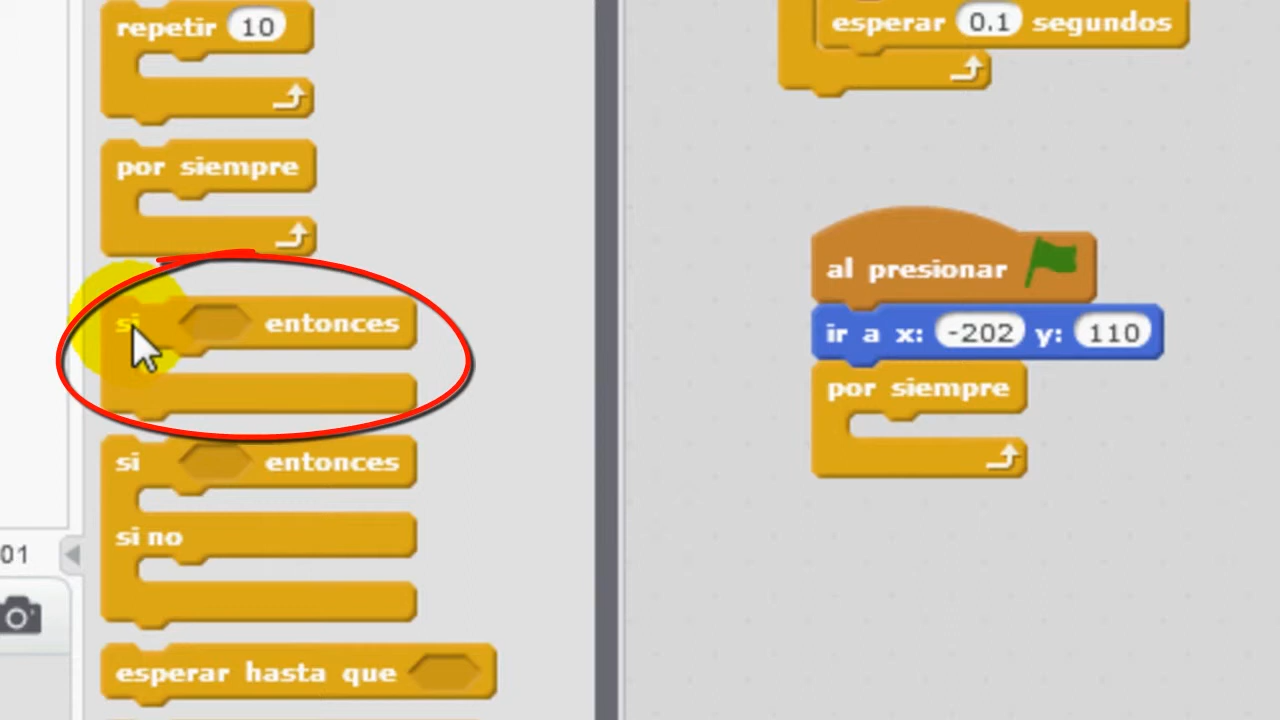 repetir 10
por siempre
si entonces
si entonces
si no
esperar hasta que
01
esperar 0.1 segundos
al presionar
ir a x: -202 y: 110
por siempre